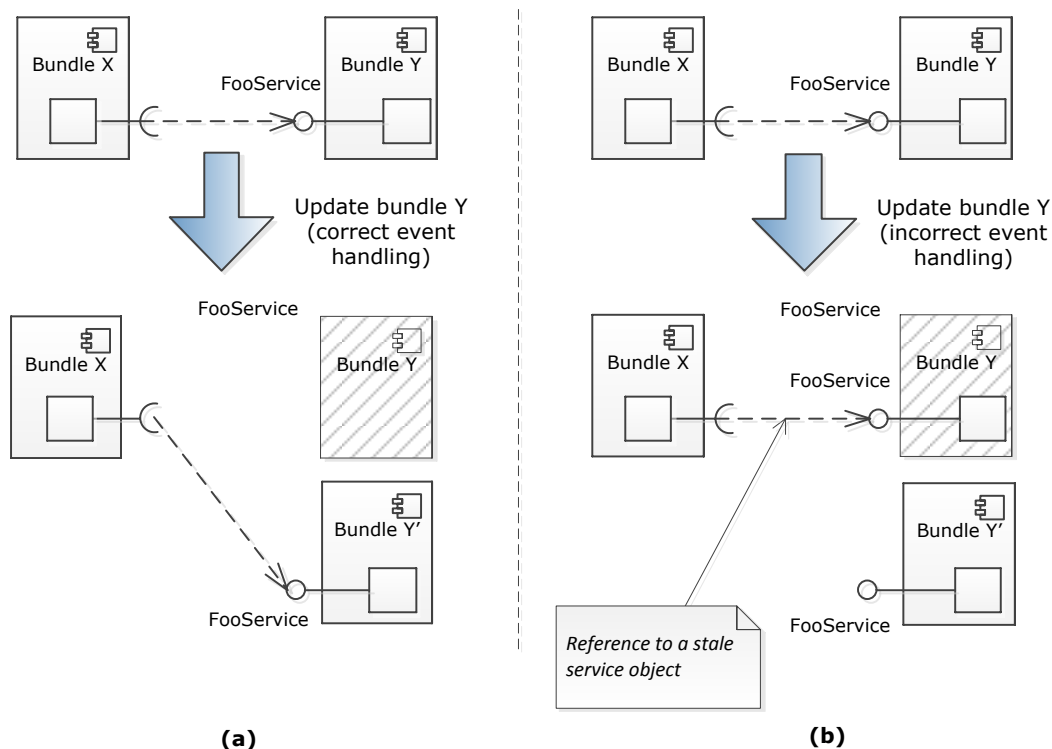 Bundle X
Bundle Y
FooService
Update bundle Y
(correct event
handling)
FooService
Bundle X
Bundle Y
Bundle Y’
FooService
(a)
Bundle X
Bundle Y
FooService
Update bundle Y
(incorrect event
handling)
FooService
Bundle X
Bundle Y
FooService
Bundle Y’
FooService
Reference to a stale
service object
(b)